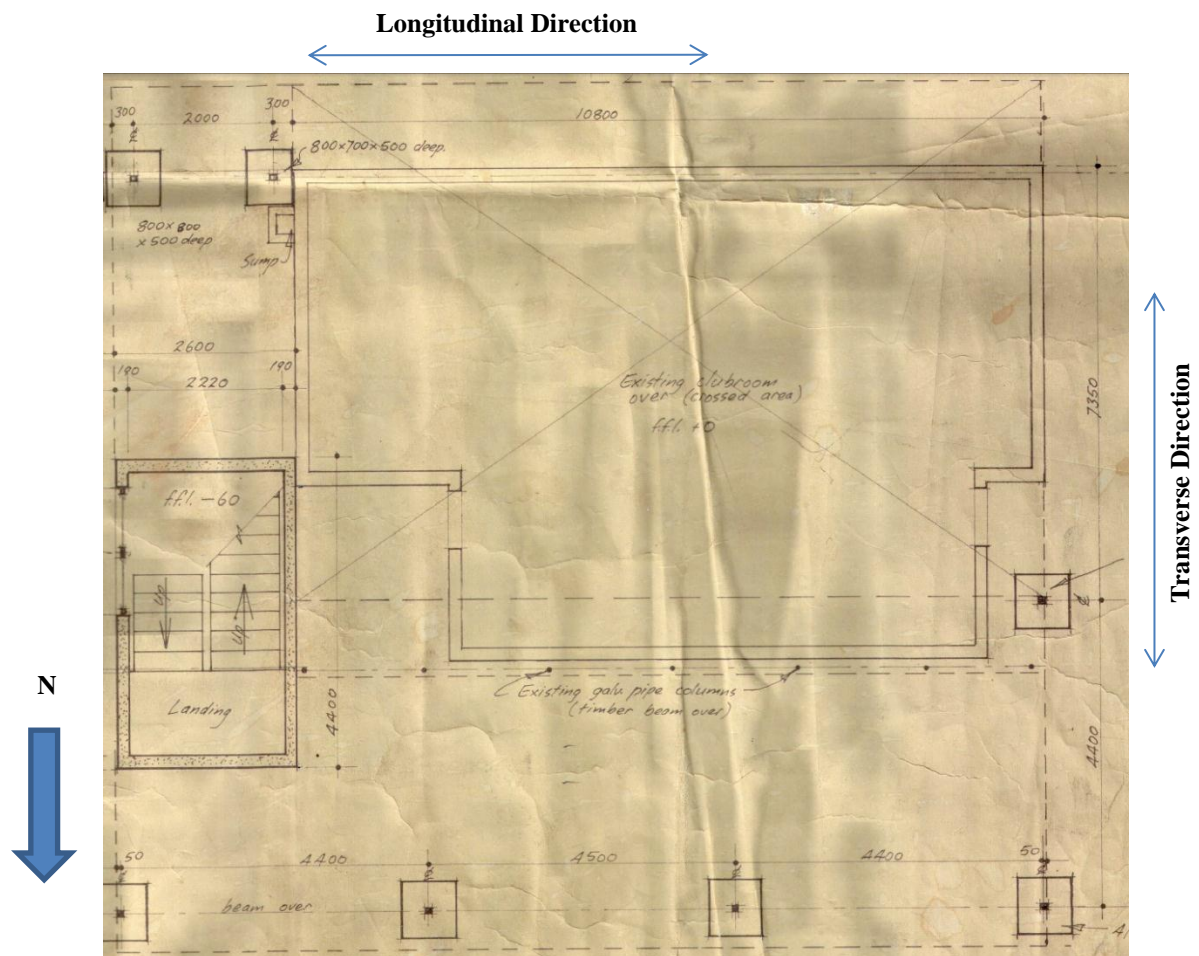 Longitudinal Direction
300
2000
300
10800
800×700×500 deep.
800×800
×500 deep
Sump
2600
190
2220
190
Existing clubroom
over (crossed area)
f.f.l. +0
7350
Transverse Direction
f.f.l. -60
Up
Up
N
Landing
4400
Existing galv. pipe columns
(timber beam over)
4400
50
4400
4500
4400
50
beam over